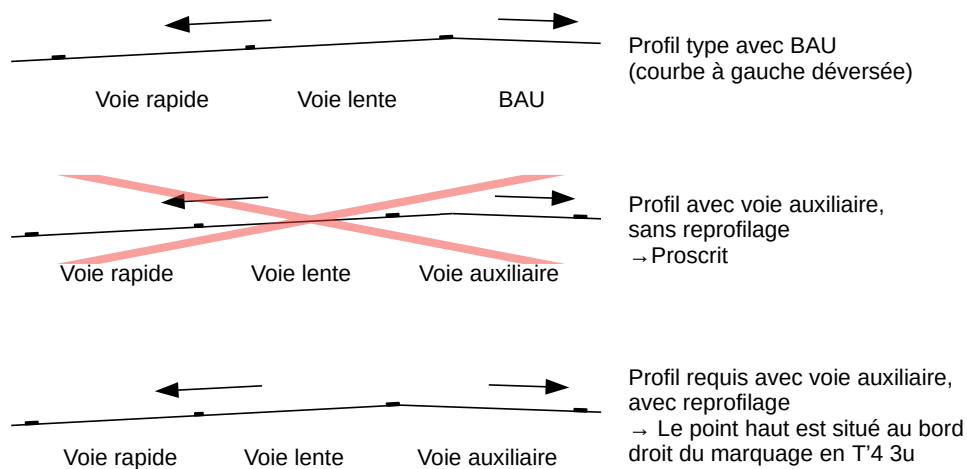 Profil type avec BAU
(courbe à gauche déversée)
Voie rapide
Voie lente
BAU
Profil avec voie auxiliaire,
sans reprofilage
→Proscrit
Voie rapide
Voie lente
Voie auxiliaire
Profil requis avec voie auxiliaire,
avec reprofilage
→ Le point haut est situé au bord
droit du marquage en T'4 3u
Voie rapide
Voie lente
Voie auxiliaire